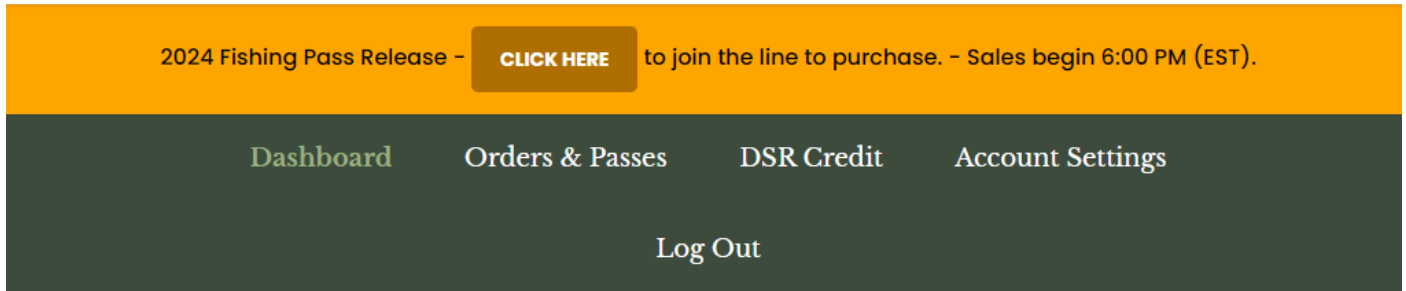 2024 Fishing Pass Release - CLICK HERE to join the line to purchase. - Sales begin 6:00 PM (EST).
Dashboard Orders & Passes DSR Credit Account Settings
Log Out